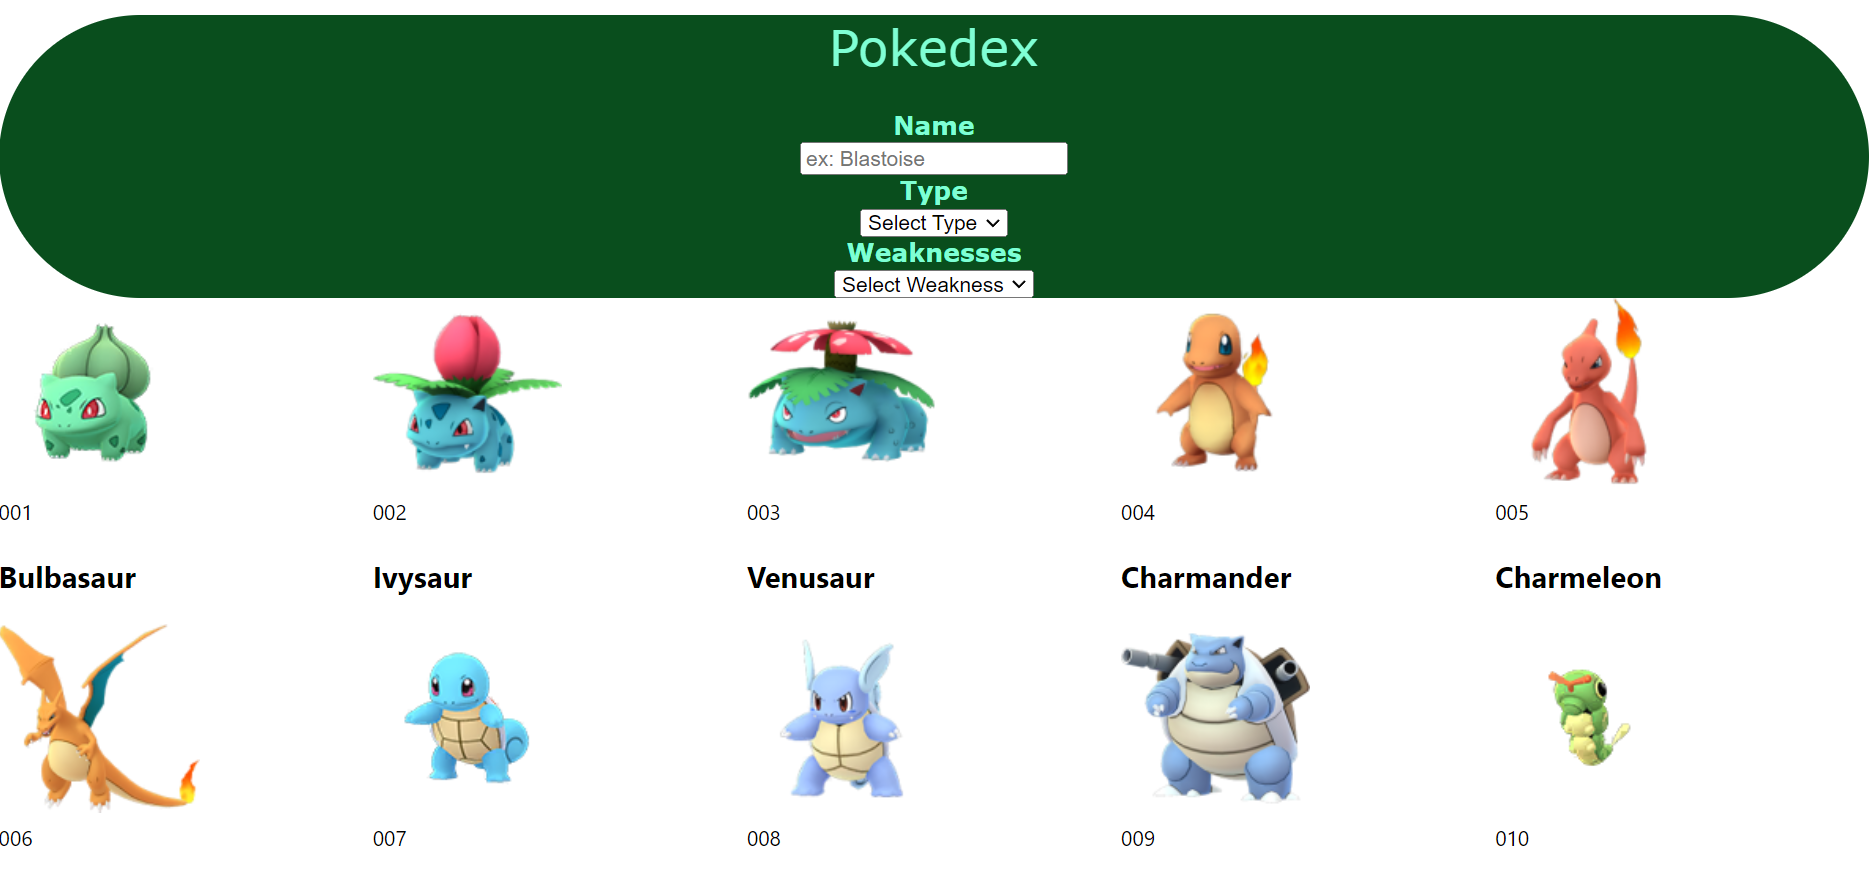 Pokedex
Name
ex: Blastoise
Type
Select Type
Weaknesses
Select Weakness
001 002 003 004 005
Bulbasaur Ivysaur Venusaur Charmander Charmeleon
006 007 008 009 010